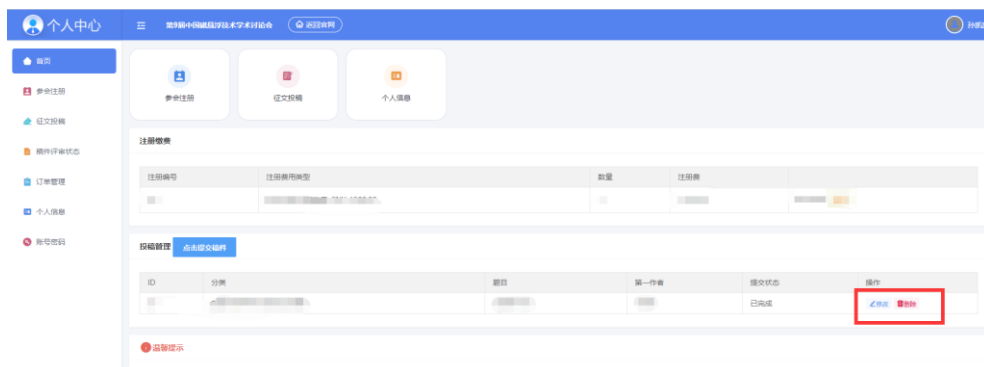 个人中心
第9届中国磁悬浮技术学术讨论会
返回官网
首页
参会注册
征文投稿
稿件评审状态
订单管理
个人信息
账号密码
参会注册
征文投稿
个人信息
注册缴费
注册编号 注册费用类型 数量 注册费
投稿管理 点击提交稿件
ID 分类 题目 第一作者 提交状态 操作
已完成 修改 删除
温馨提示